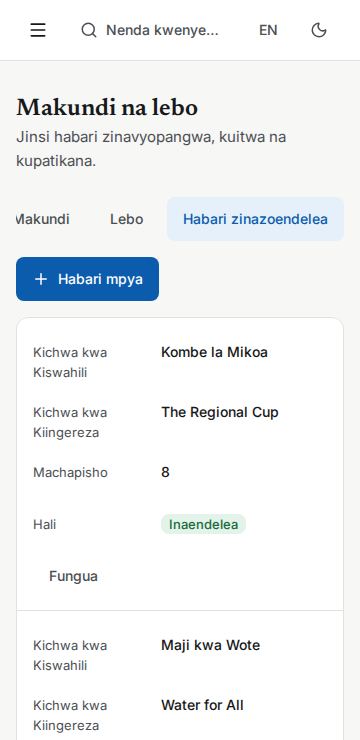 Nenda kwenye...
EN
Makundi na lebo
Jinsi habari zinavyopangwa, kuitwa na
kupatikana.
Makundi
Lebo
Habari zinazoendelea
+ Habari mpya
Kichwa kwa
Kiswahili
Kombe la Mikoa
Kichwa kwa
Kiingereza
The Regional Cup
Machapisho
8
Hali
Inaendelea
Fungua
Kichwa kwa
Kiswahili
Maji kwa Wote
Kichwa kwa
Kiingereza
Water for All